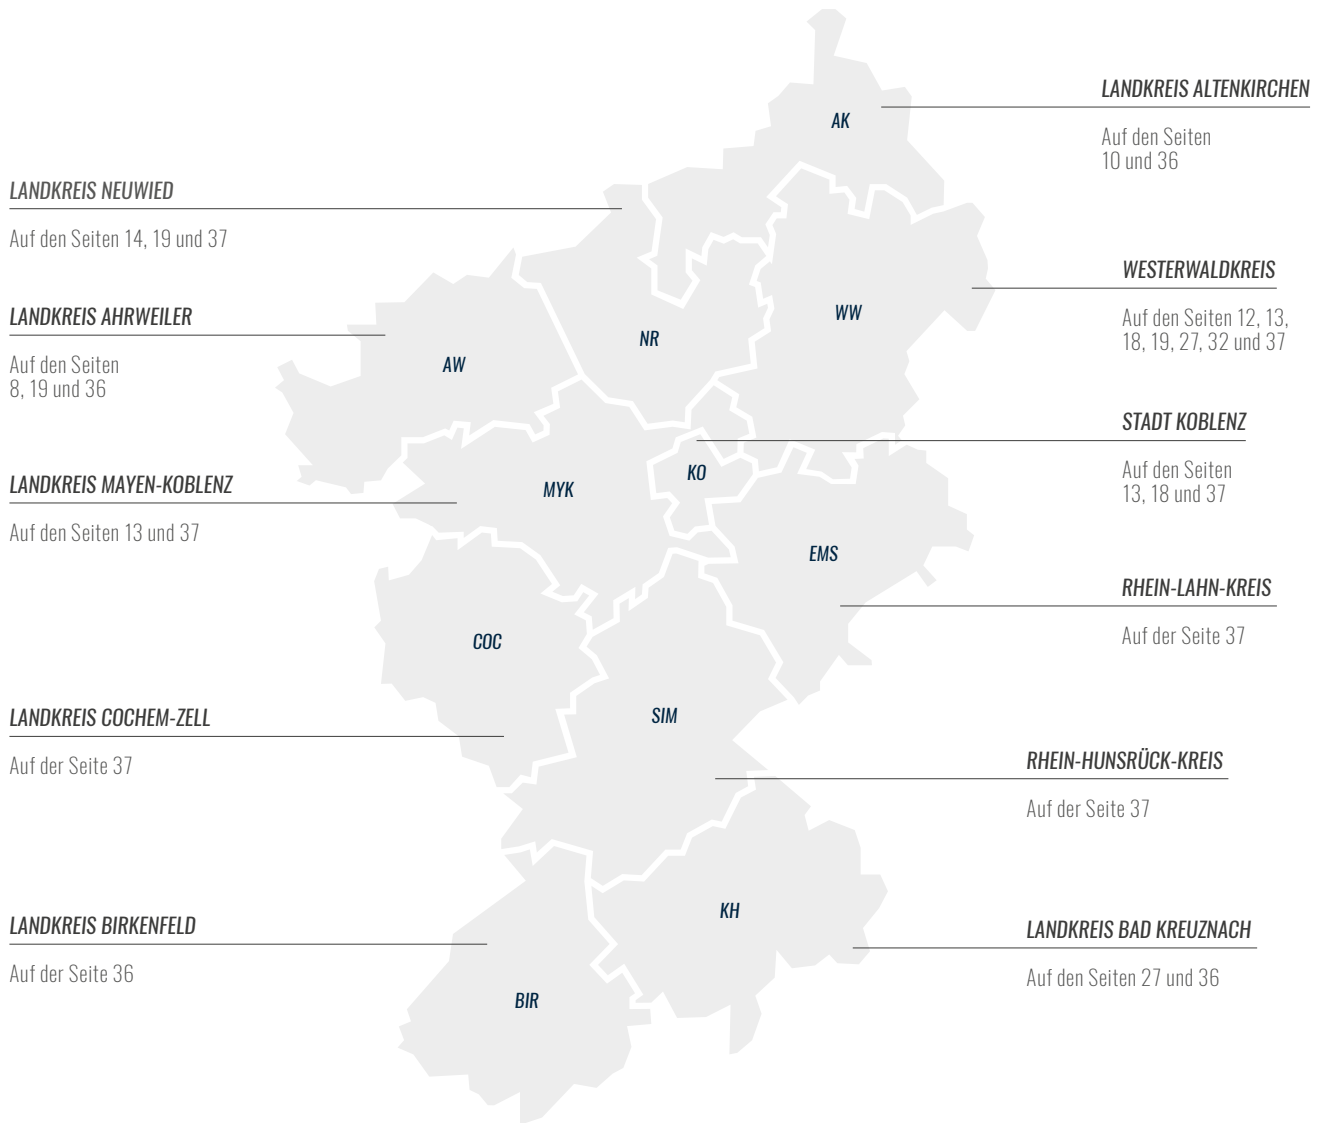 LANDKREIS ALTENKIRCHEN
Auf den Seiten
10 und 36
AK
LANDKREIS NEUWIED
Auf den Seiten 14, 19 und 37
WESTERWALDKREIS
Auf den Seiten 12, 13,
18, 19, 27, 32 und 37
LANDKREIS AHRWEILER
Auf den Seiten
8, 19 und 36
WW
NR
AW
STADT KOBLENZ
Auf den Seiten
13, 18 und 37
KO
LANDKREIS MAYEN-KOBLENZ
Auf den Seiten 13 und 37
MYK
EMS
RHEIN-LAHN-KREIS
Auf der Seite 37
COC
LANDKREIS COCHEM-ZELL
Auf der Seite 37
SIM
RHEIN-HUNSRÜCK-KREIS
Auf der Seite 37
KH
LANDKREIS BIRKENFELD
Auf der Seite 36
LANDKREIS BAD KREUZNACH
Auf den Seiten 27 und 36
BIR